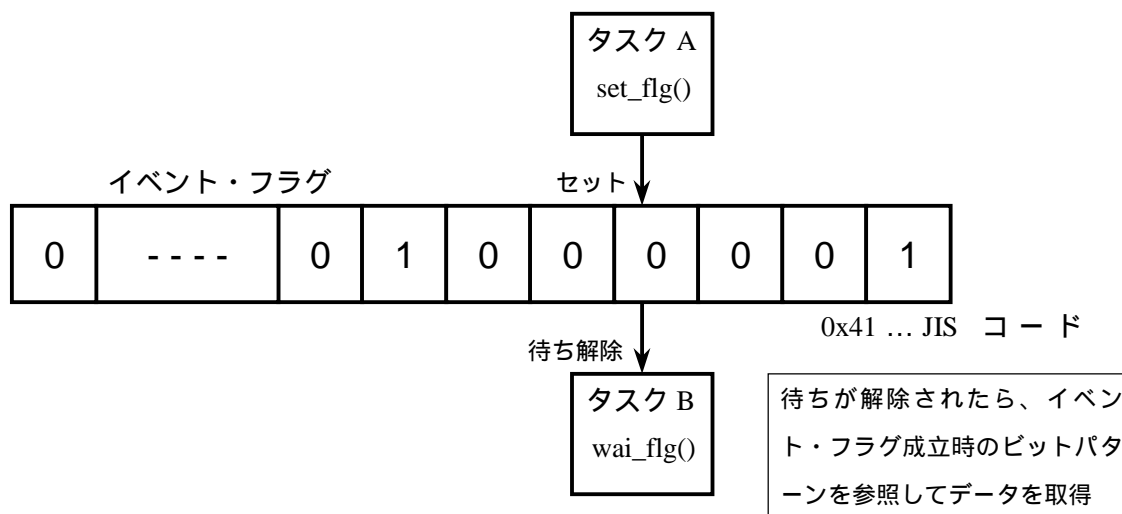 タスク A
set_flg()
イベント・フラグ
セット
0 ---- 0 1 0 0 0 0 0 1
0x41 … JIS コード
待ち解除
タスク B
wai_flg()
待ちが解除されたら、イベン
ト・フラグ成立時のビットパタ
ーンを参照してデータを取得